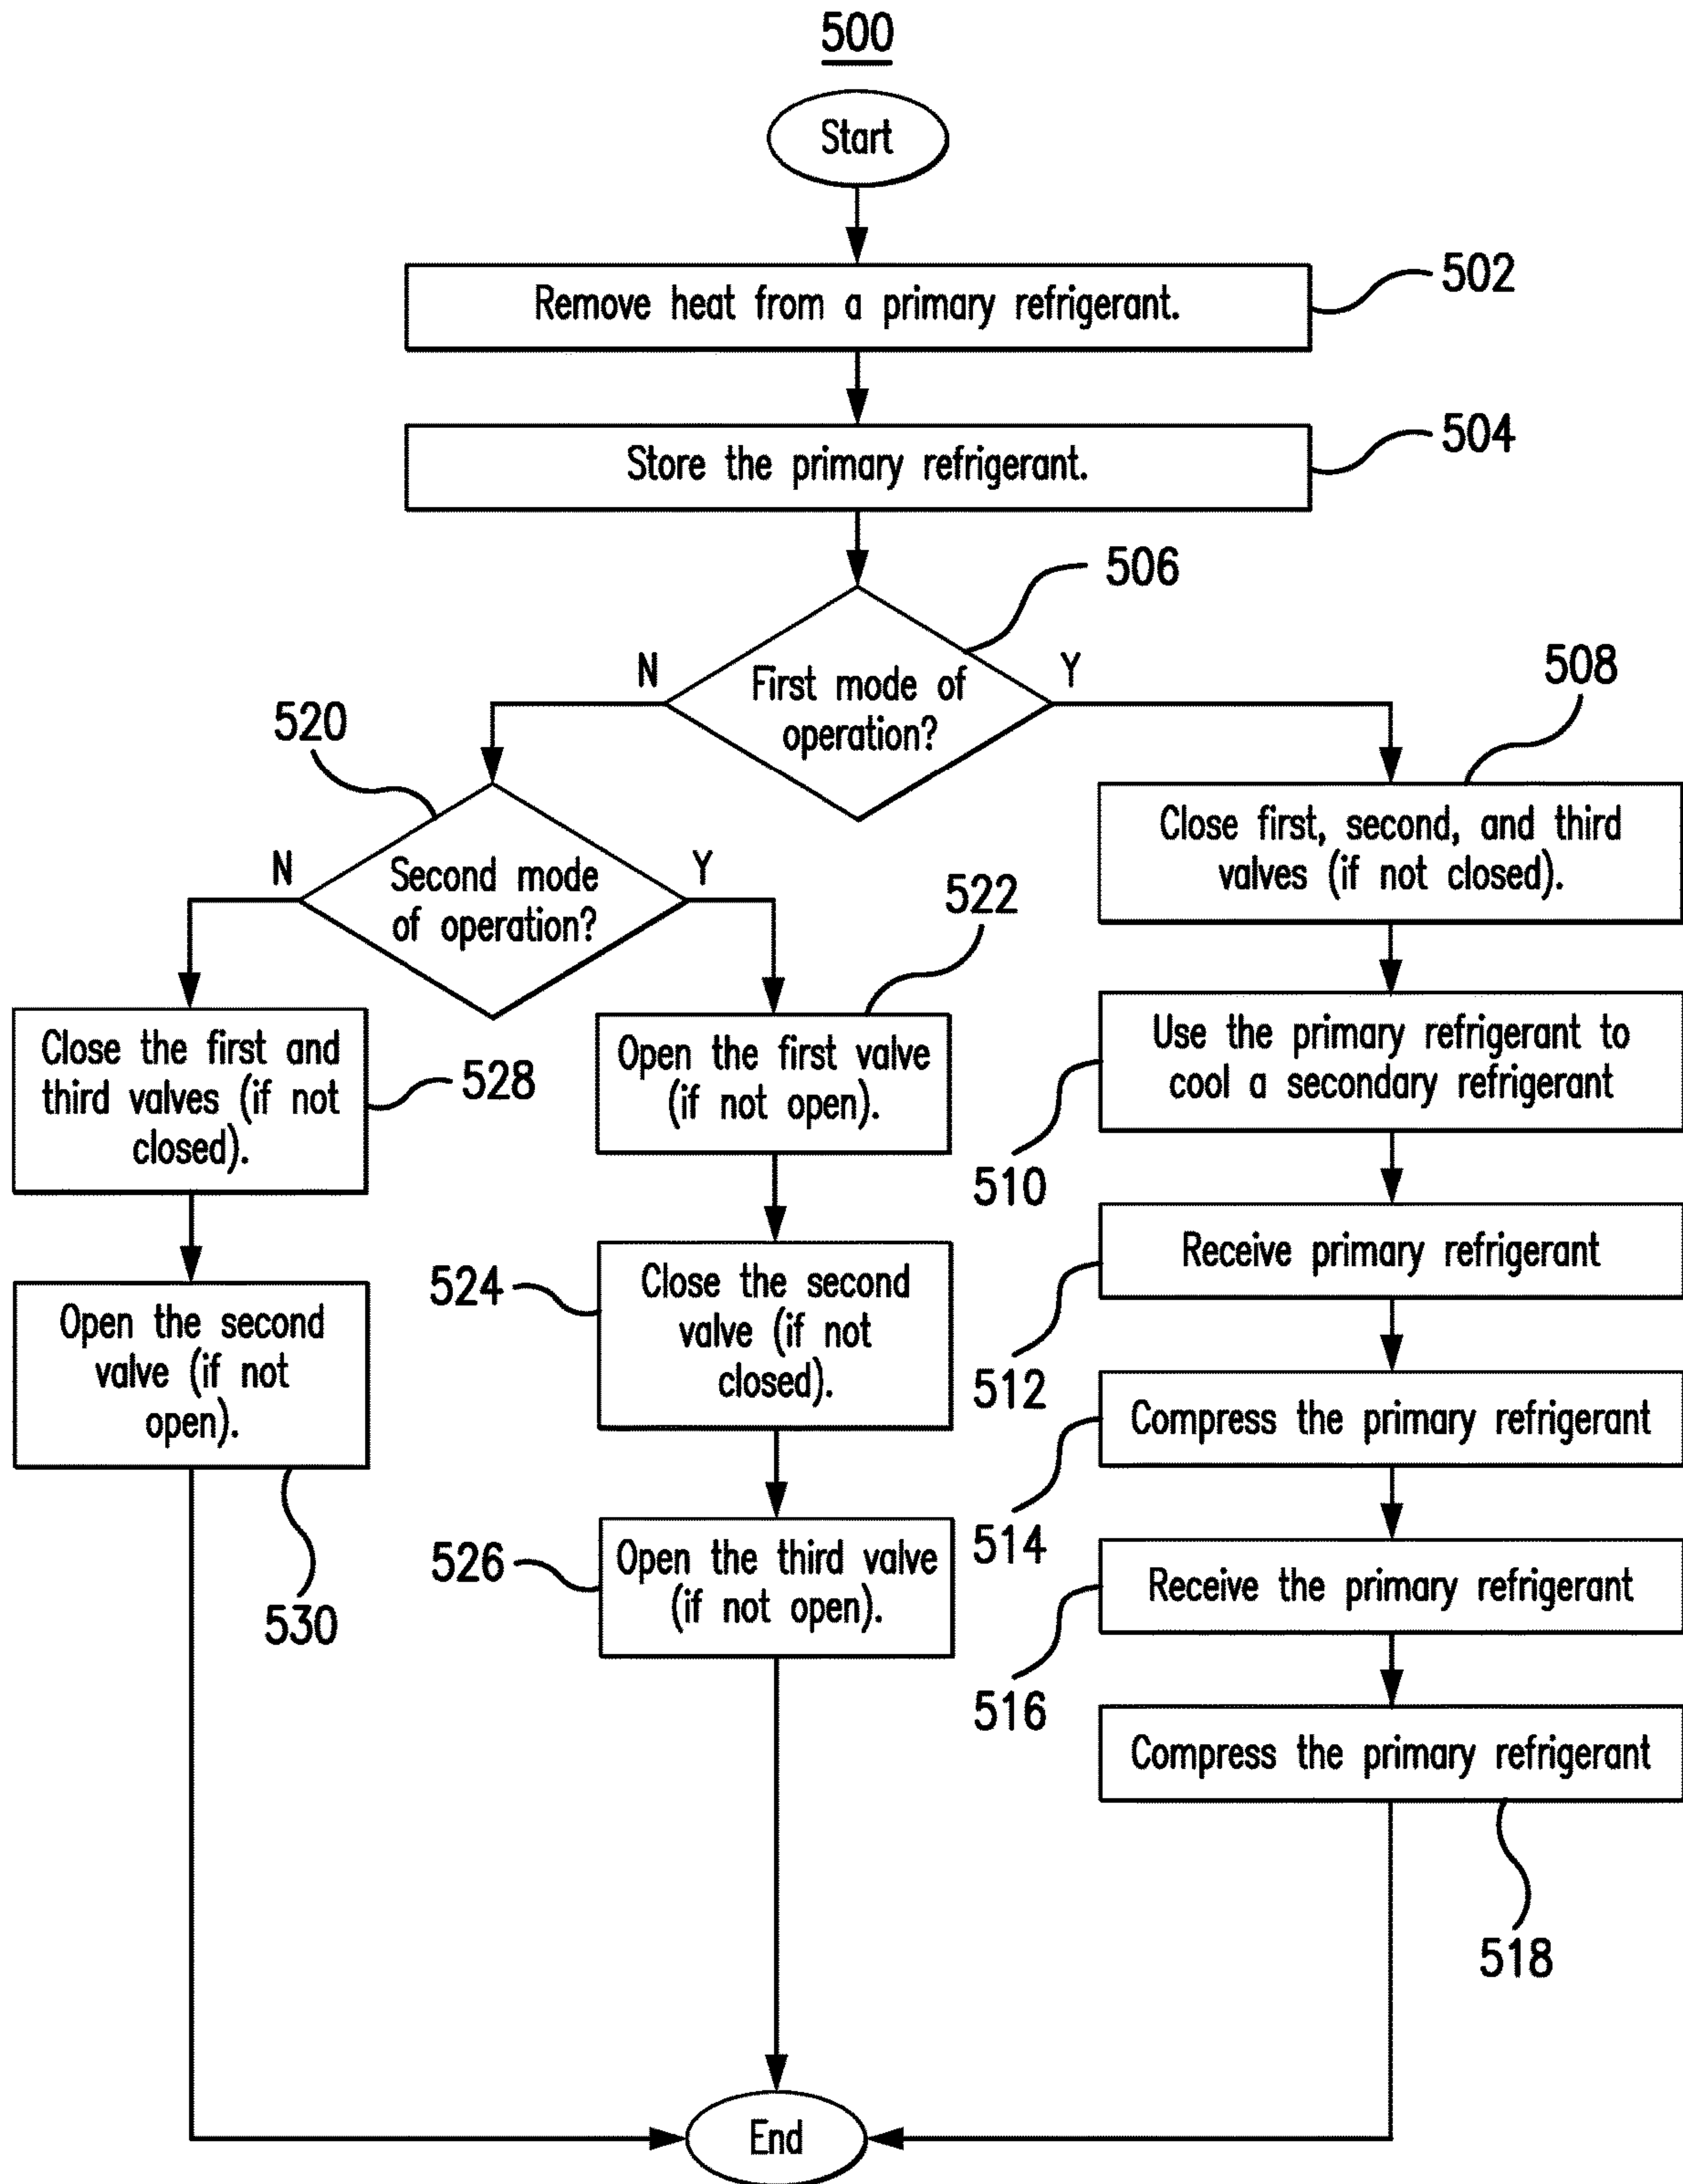 500
Start
Remove heat from a primary refrigerant.
502
Store the primary refrigerant.
504
506
First mode of
operation?
N
Y
508
Close first, second, and third
valves (if not closed).
520
Second mode
of operation?
N
Y
522
Use the primary refrigerant to
cool a secondary refrigerant
510
Close the first and
third valves (if not
closed).
528
Open the first valve
(if not open).
Receive primary refrigerant
512
Open the second
valve (if not
open).
530
524
Close the second
valve (if not
closed).
Compress the primary refrigerant
514
526
Open the third valve
(if not open).
Receive the primary refrigerant
516
Compress the primary refrigerant
518
End